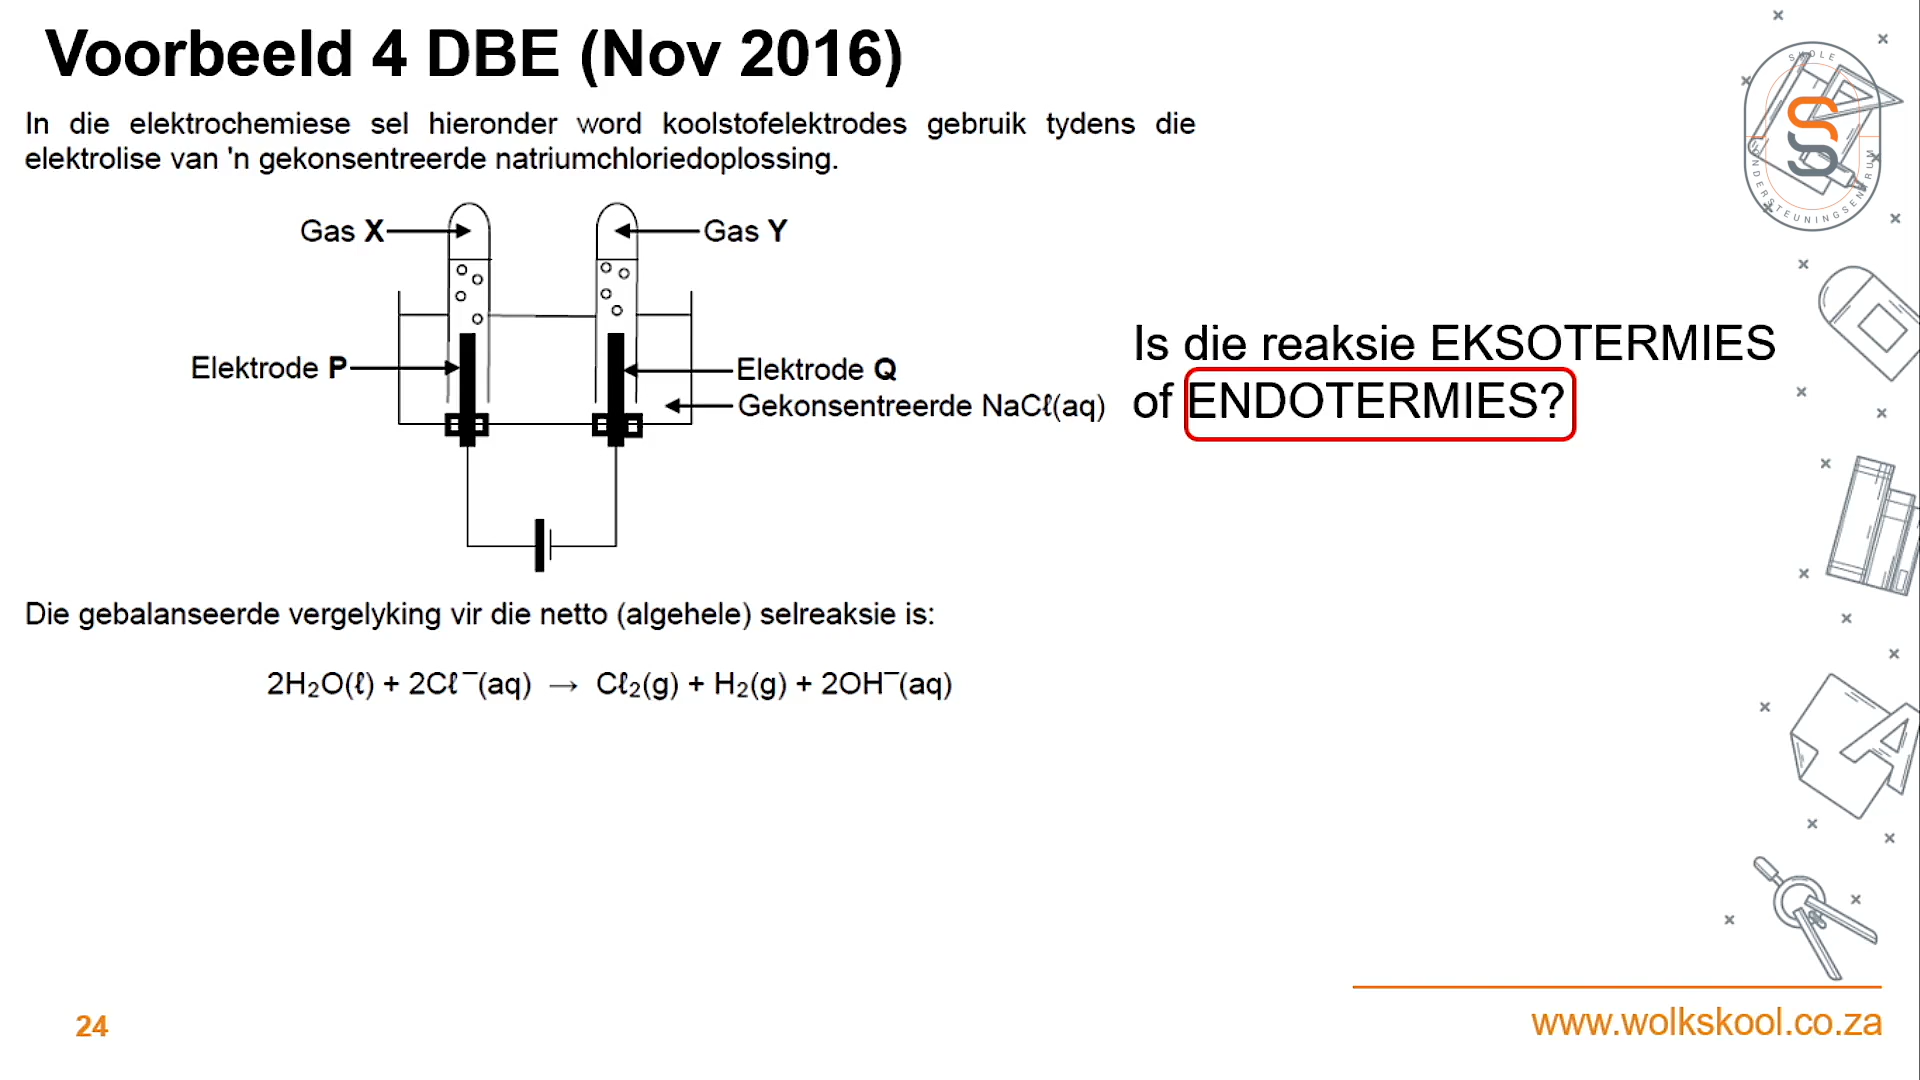 Voorbeeld 4 DBE (Nov 2016)
In die elektrochemiese sel hieronder word koolstofelektrodes gebruik tydens die
elektrolise van 'n gekonsentreerde natriumchloriedoplossing.
Gas X
Gas Y
Elektrode P
Elektrode Q
Gekonsentreerde NaCℓ(aq)
Is die reaksie EKSOTERMIES
of ENDOTERMIES?
Die gebalanseerde vergelyking vir die netto (algehele) selreaksie is:
2H₂O(ℓ) + 2Cℓ⁻(aq) → Cℓ₂(g) + H₂(g) + 2OH⁻(aq)
SKOLE
ONDERSTEUNINGSENTRUM
24
www.wolkskool.co.za